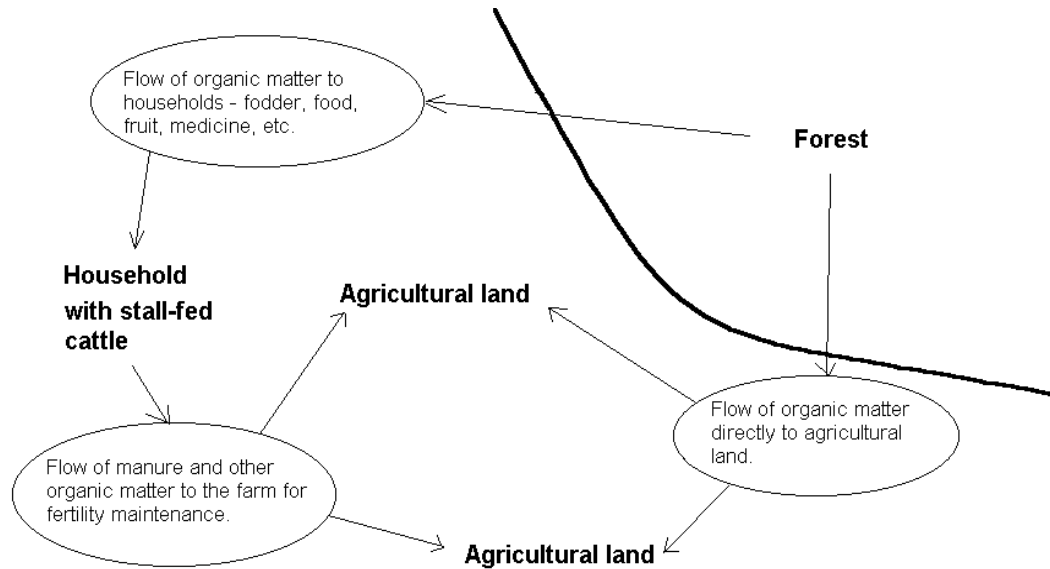 Flow of organic matter to
households - fodder, food,
fruit, medicine, etc.
Forest
Household
with stall-fed
cattle
Agricultural land
Flow of organic matter
directly to agricultural
land.
Flow of manure and other
organic matter to the farm for
fertility maintenance.
Agricultural land